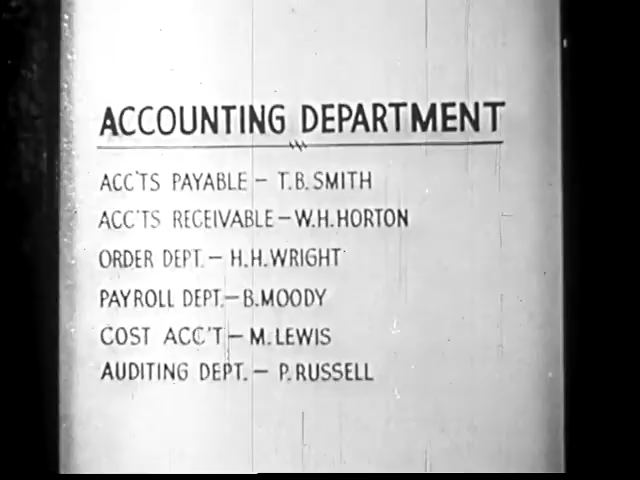 ACCOUNTING DEPARTMENT
ACC'TS PAYABLE – T.B. SMITH
ACC'TS RECEIVABLE – W.H. HORTON
ORDER DEPT. – H.H. WRIGHT
PAYROLL DEPT. – B. MOODY
COST ACC'T – M. LEWIS
AUDITING DEPT. – P. RUSSELL